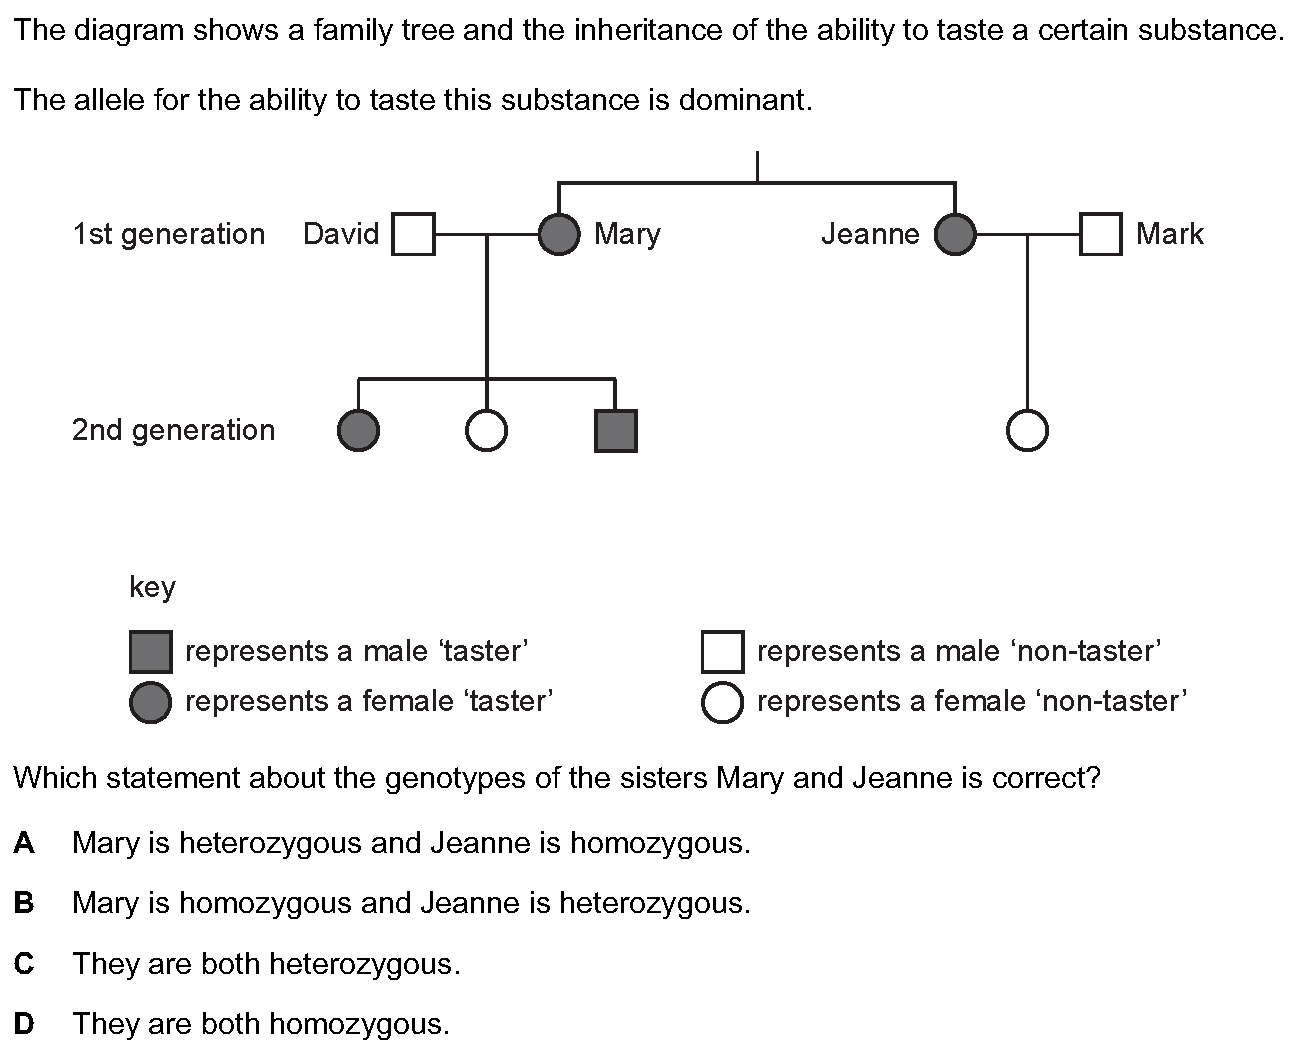 The diagram shows a family tree and the inheritance of the ability to taste a certain substance.
The allele for the ability to taste this substance is dominant.
1st generation David Mary Jeanne Mark
2nd generation
key
represents a male ‘taster’ represents a male ‘non-taster’
represents a female ‘taster’ represents a female ‘non-taster’
Which statement about the genotypes of the sisters Mary and Jeanne is correct?
A Mary is heterozygous and Jeanne is homozygous.
B Mary is homozygous and Jeanne is heterozygous.
C They are both heterozygous.
D They are both homozygous.